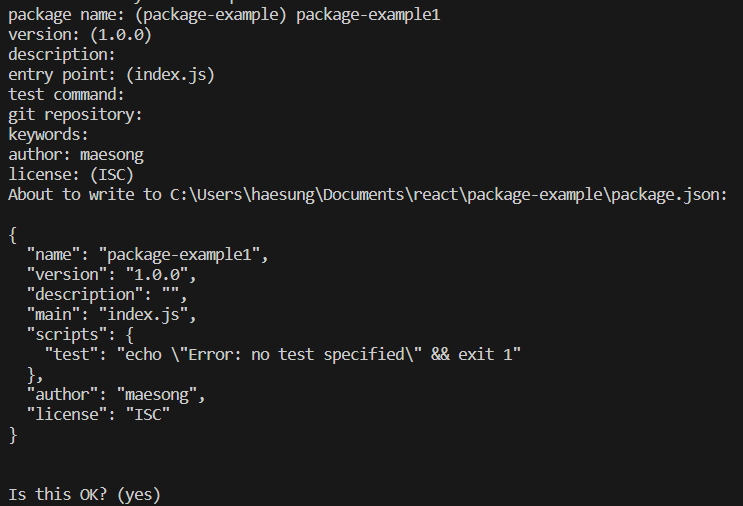 package name: (package-example) package-example1
version: (1.0.0)
description:
entry point: (index.js)
test command:
git repository:
keywords:
author: maesong
license: (ISC)
About to write to C:\Users\haesung\Documents\react\package-example\package.json:

{
  "name": "package-example1",
  "version": "1.0.0",
  "description": "",
  "main": "index.js",
  "scripts": {
    "test": "echo \"Error: no test specified\" && exit 1"
  },
  "author": "maesong",
  "license": "ISC"
}

Is this OK? (yes)